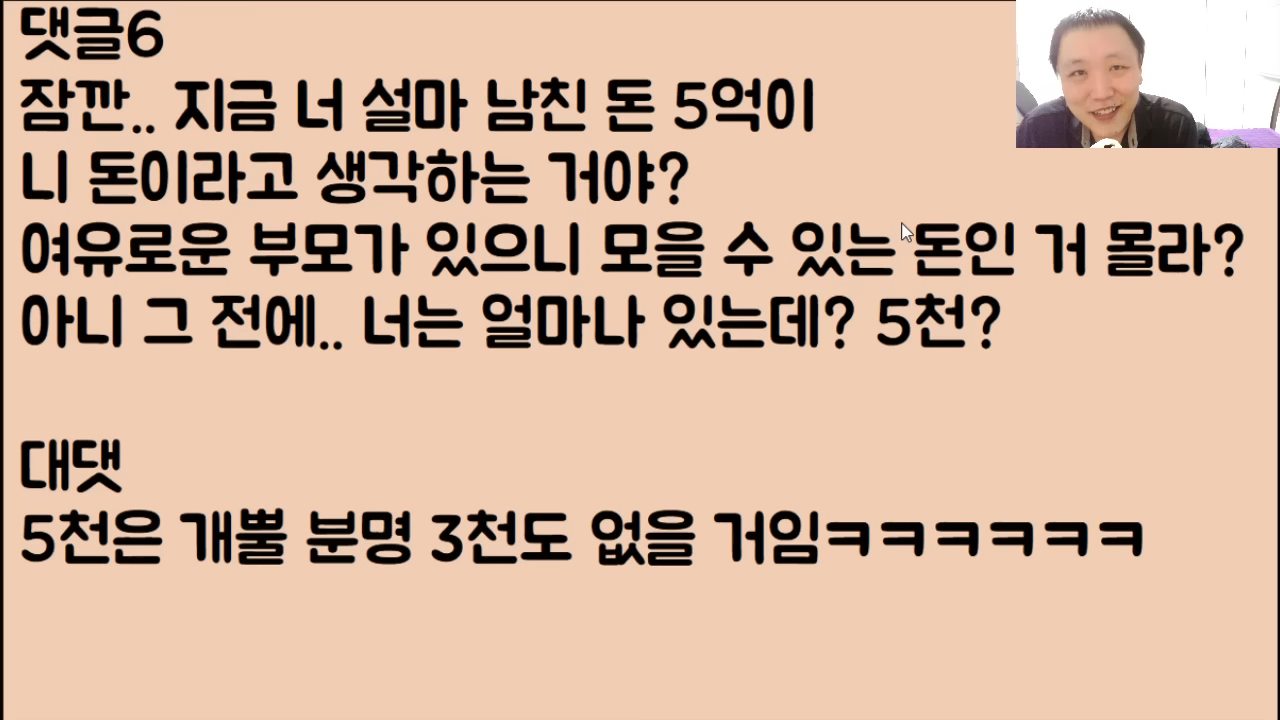 댓글6
잠깐.. 지금 너 설마 남친 돈 5억이
니 돈이라고 생각하는 거야?
여유로운 부모가 있으니 모을 수 있는 돈인 거 몰라?
아니 그 전에.. 너는 얼마나 있는데? 5천?
대댓
5천은 개뿔 분명 3천도 없을 거임ㅋㅋㅋㅋㅋㅋ